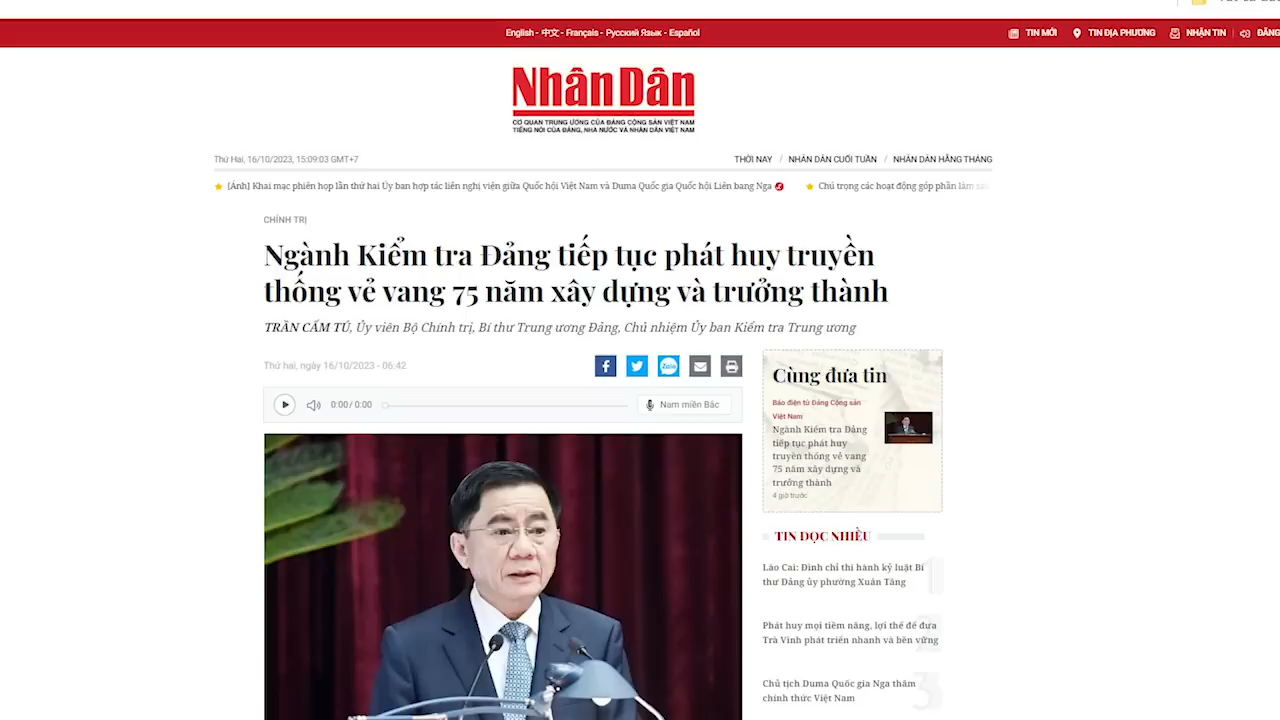 English - 中文 - Français - Русский Язык - Español
TIN MỚI
TIN ĐỊA PHƯƠNG
NHẬN TIN
ĐĂNG
Nhân Dân
CƠ QUAN TRUNG ƯƠNG CỦA ĐẢNG CỘNG SẢN VIỆT NAM
TIẾNG NÓI CỦA ĐẢNG, NHÀ NƯỚC VÀ NHÂN DÂN VIỆT NAM
Thứ Hai, 16/10/2023, 15:09:03 GMT+7
THỜI NAY / NHÂN DÂN CUỐI TUẦN / NHÂN DÂN HẰNG THÁNG
[Ảnh] Khai mạc phiên họp lần thứ hai Ủy ban hợp tác liên nghị viện giữa Quốc hội Việt Nam và Duma Quốc gia Quốc hội Liên bang Nga
Chú trọng các hoạt động góp phần làm
CHÍNH TRỊ
Ngành Kiểm tra Đảng tiếp tục phát huy truyền
thống vẻ vang 75 năm xây dựng và trưởng thành
TRẦN CẨM TÚ, Ủy viên Bộ Chính trị, Bí thư Trung ương Đảng, Chủ nhiệm Ủy ban Kiểm tra Trung ương
Thứ hai, ngày 16/10/2023 - 06:42
Zalo
0:00 / 0:00
Nam miền Bắc
Cùng đưa tin
Báo điện tử Đảng Cộng sản
Việt Nam
Ngành Kiểm tra Đảng
tiếp tục phát huy
truyền thống vẻ vang
75 năm xây dựng và
trưởng thành
4 giờ trước
TIN ĐỌC NHIỀU
Lào Cai: Đình chỉ thi hành kỷ luật Bí
thư Đảng ủy phường Xuân Tăng
1
Phát huy mọi tiềm năng, lợi thế để đưa
Trà Vinh phát triển nhanh và bền vững
2
Chủ tịch Duma Quốc gia Nga thăm
chính thức Việt Nam
3